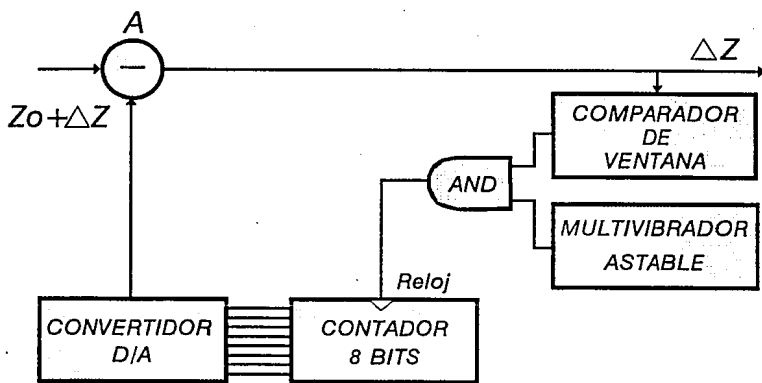 A
−
△Z
Zo+△Z
COMPARADOR
DE
VENTANA
AND
MULTIVIBRADOR
ASTABLE
Reloj
CONVERTIDOR
D/A
CONTADOR
8 BITS